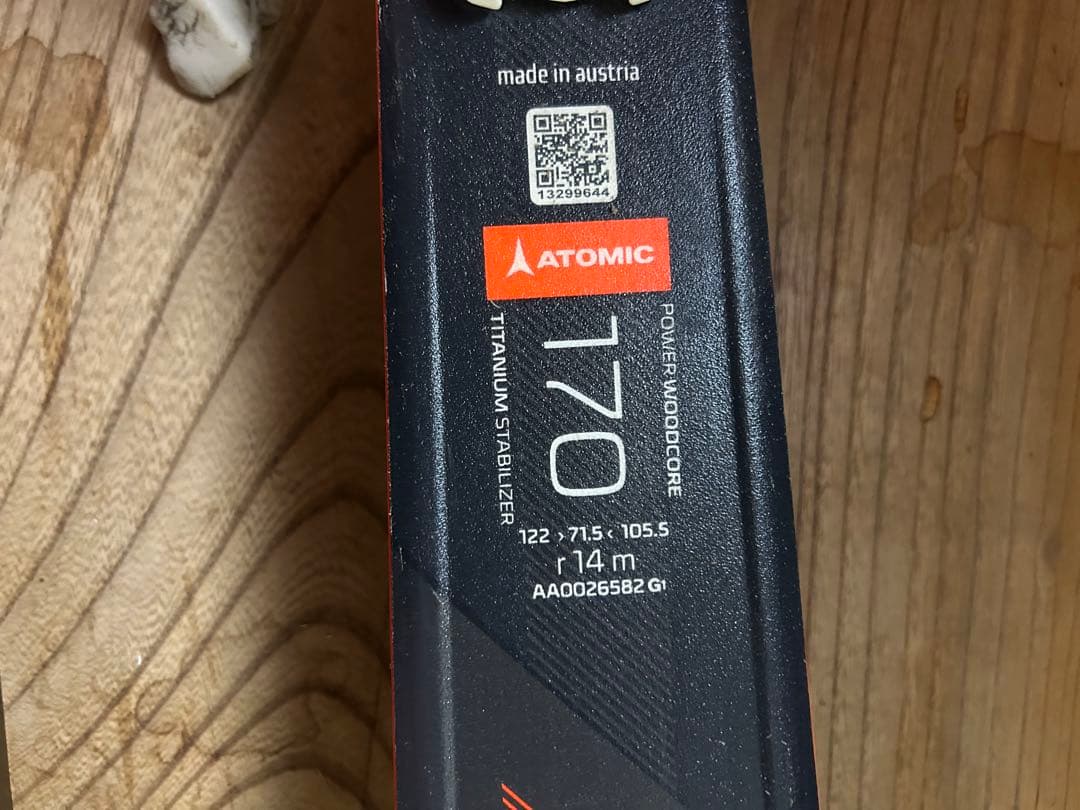 made in austria
13299644
ATOMIC
POWER WOODCORE
170
TITANIUM STABILIZER
122 › 71.5 ‹ 105.5
r 14 m
AA0026582 G1